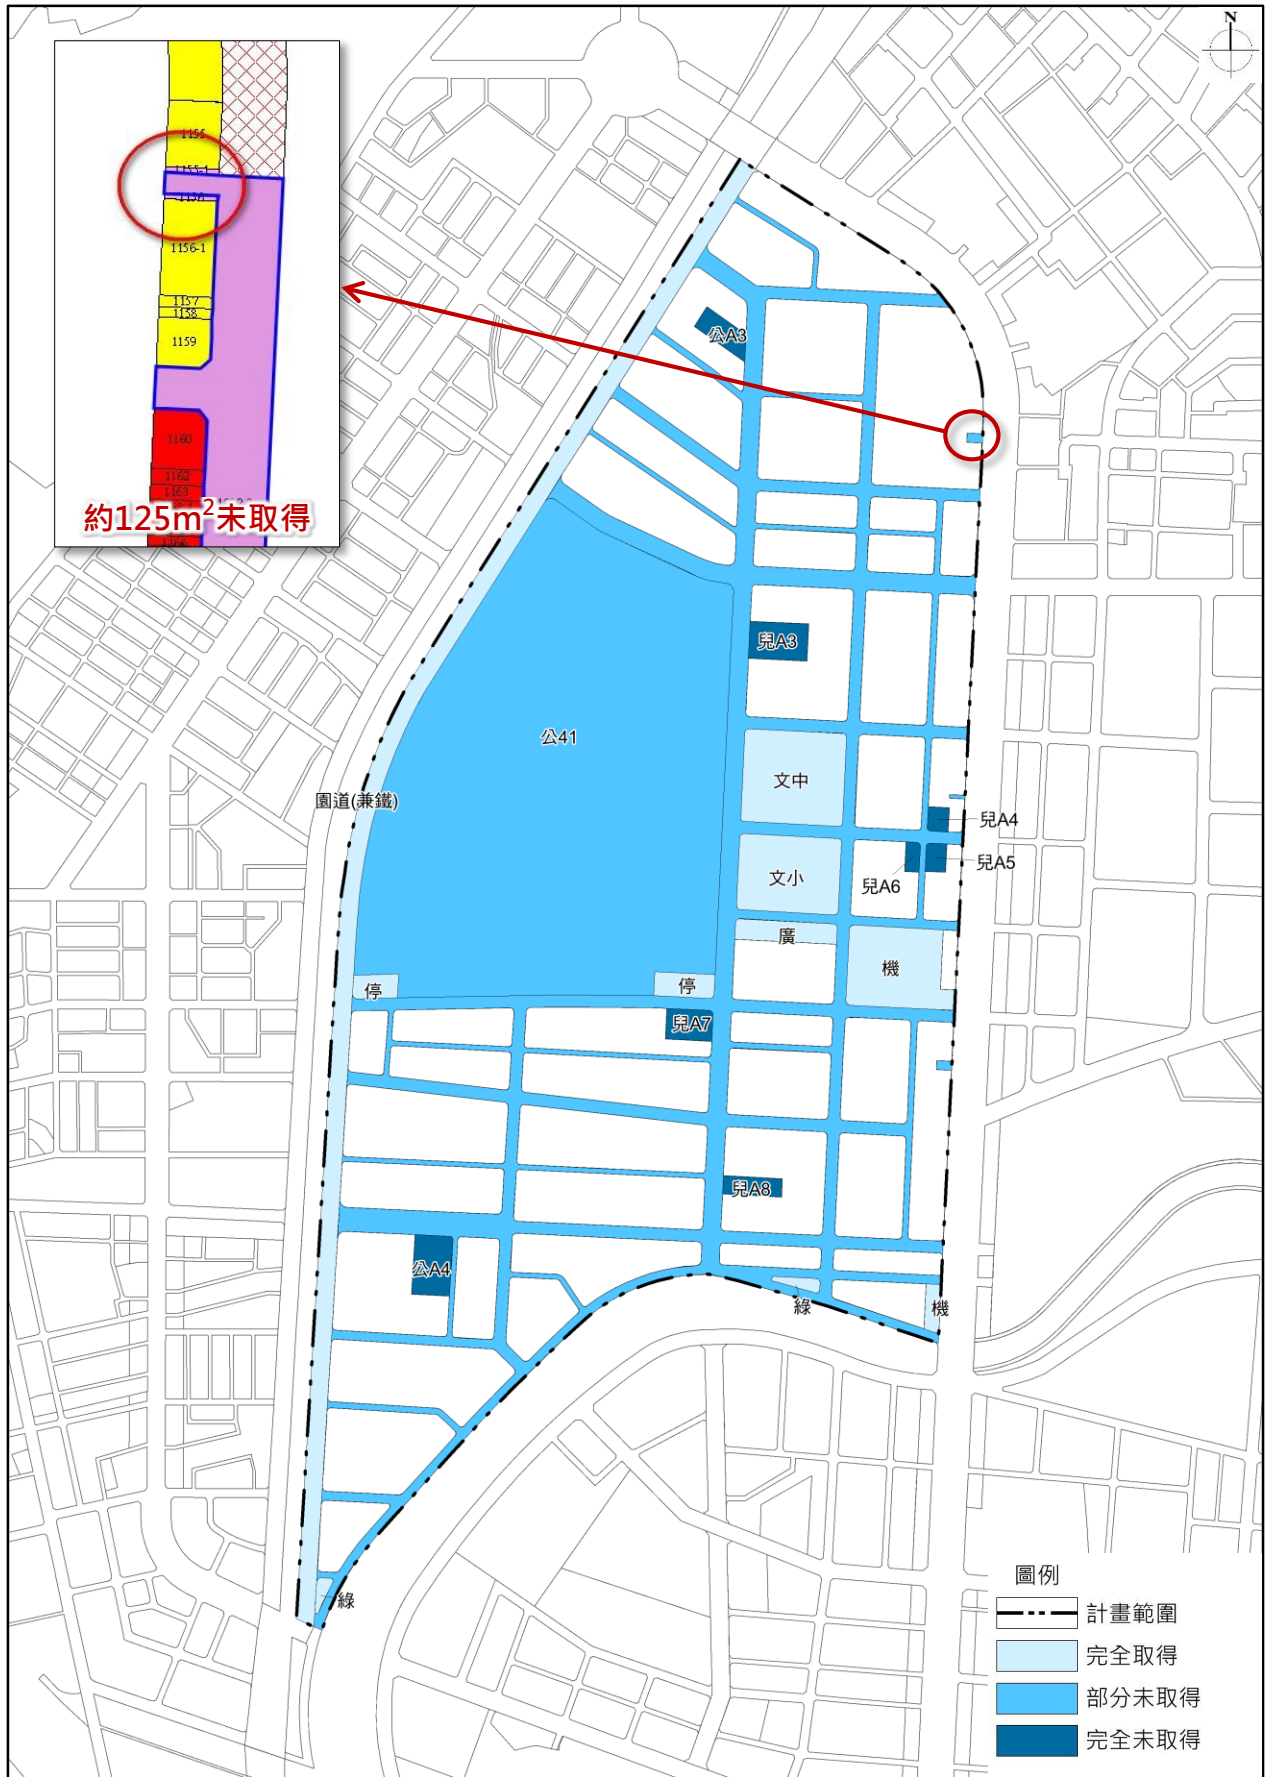 N
1155
1155-1
1156
1156-1
1157
1158
1159
1160
1162
1163
約125m²未取得
公A3
兒A3
公41
文中
園道(兼鐵)
兒A4
文小
兒A5
兒A6
廣
機
停
停
兒A7
兒A8
公A4
綠
機
綠
圖例
計畫範圍
完全取得
部分未取得
完全未取得